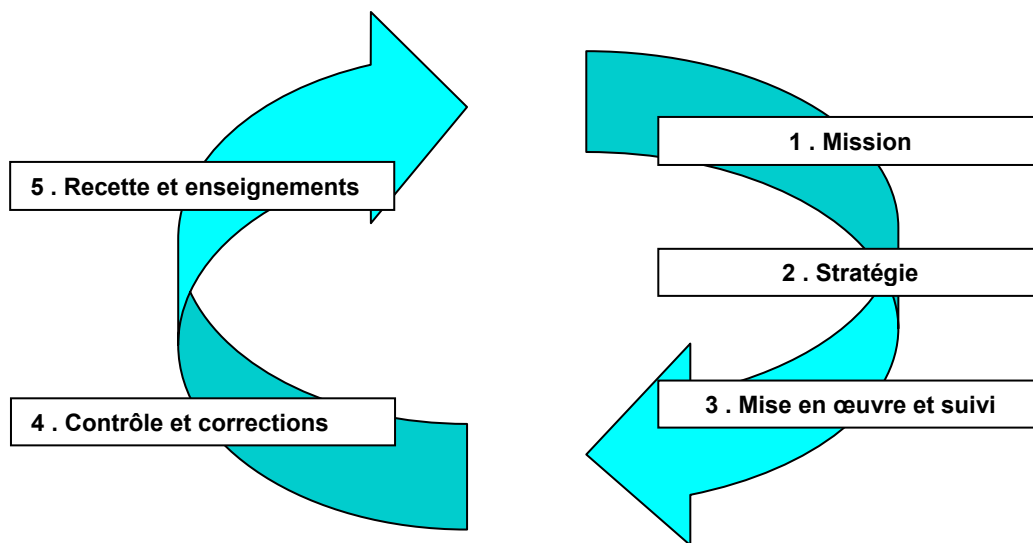 1 . Mission
2 . Stratégie
3 . Mise en œuvre et suivi
4 . Contrôle et corrections
5 . Recette et enseignements